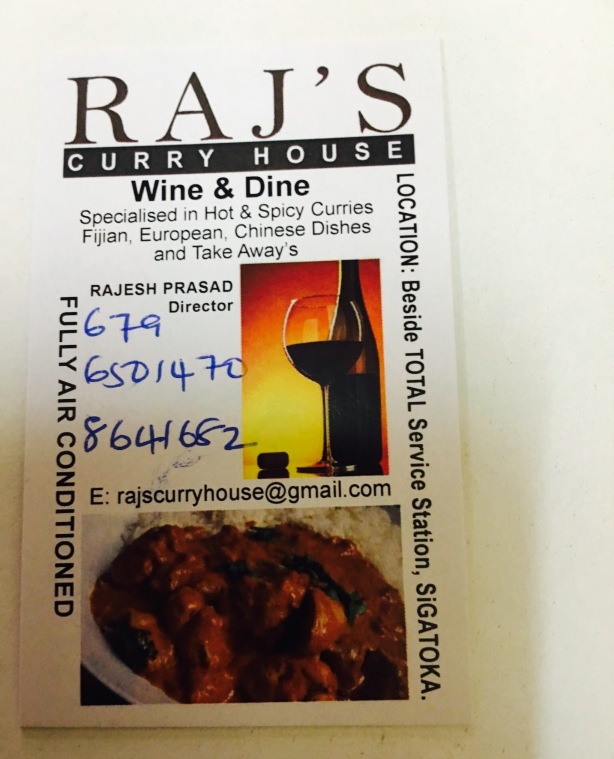 RAJ'S
CURRY HOUSE
Wine & Dine
Specialised in Hot & Spicy Curries
Fijian, European, Chinese Dishes
and Take Away's
RAJESH PRASAD
Director
679
6501470
8641652
E: rajscurryhouse@gmail.com
FULLY AIR CONDITIONED
LOCATION: Beside TOTAL Service Station, SiGATOKA.